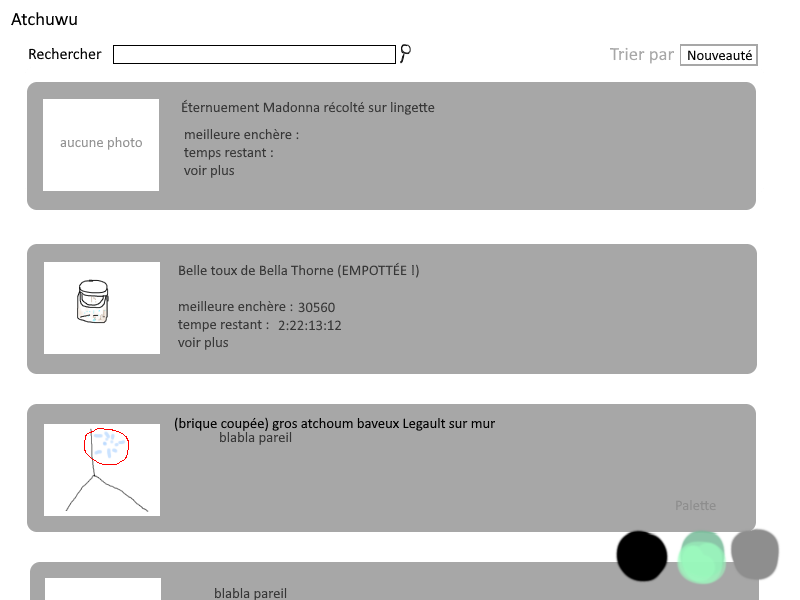 Atchuwu
Rechercher
Trier par Nouveauté
aucune photo
Éternuement Madonna récolté sur lingette
meilleure enchère :
temps restant :
voir plus
Belle toux de Bella Thorne (EMPOTTÉE !)
meilleure enchère : 30560
tempe restant : 2:22:13:12
voir plus
(brique coupée) gros atchoum baveux Legault sur mur
blabla pareil
Palette
blabla pareil